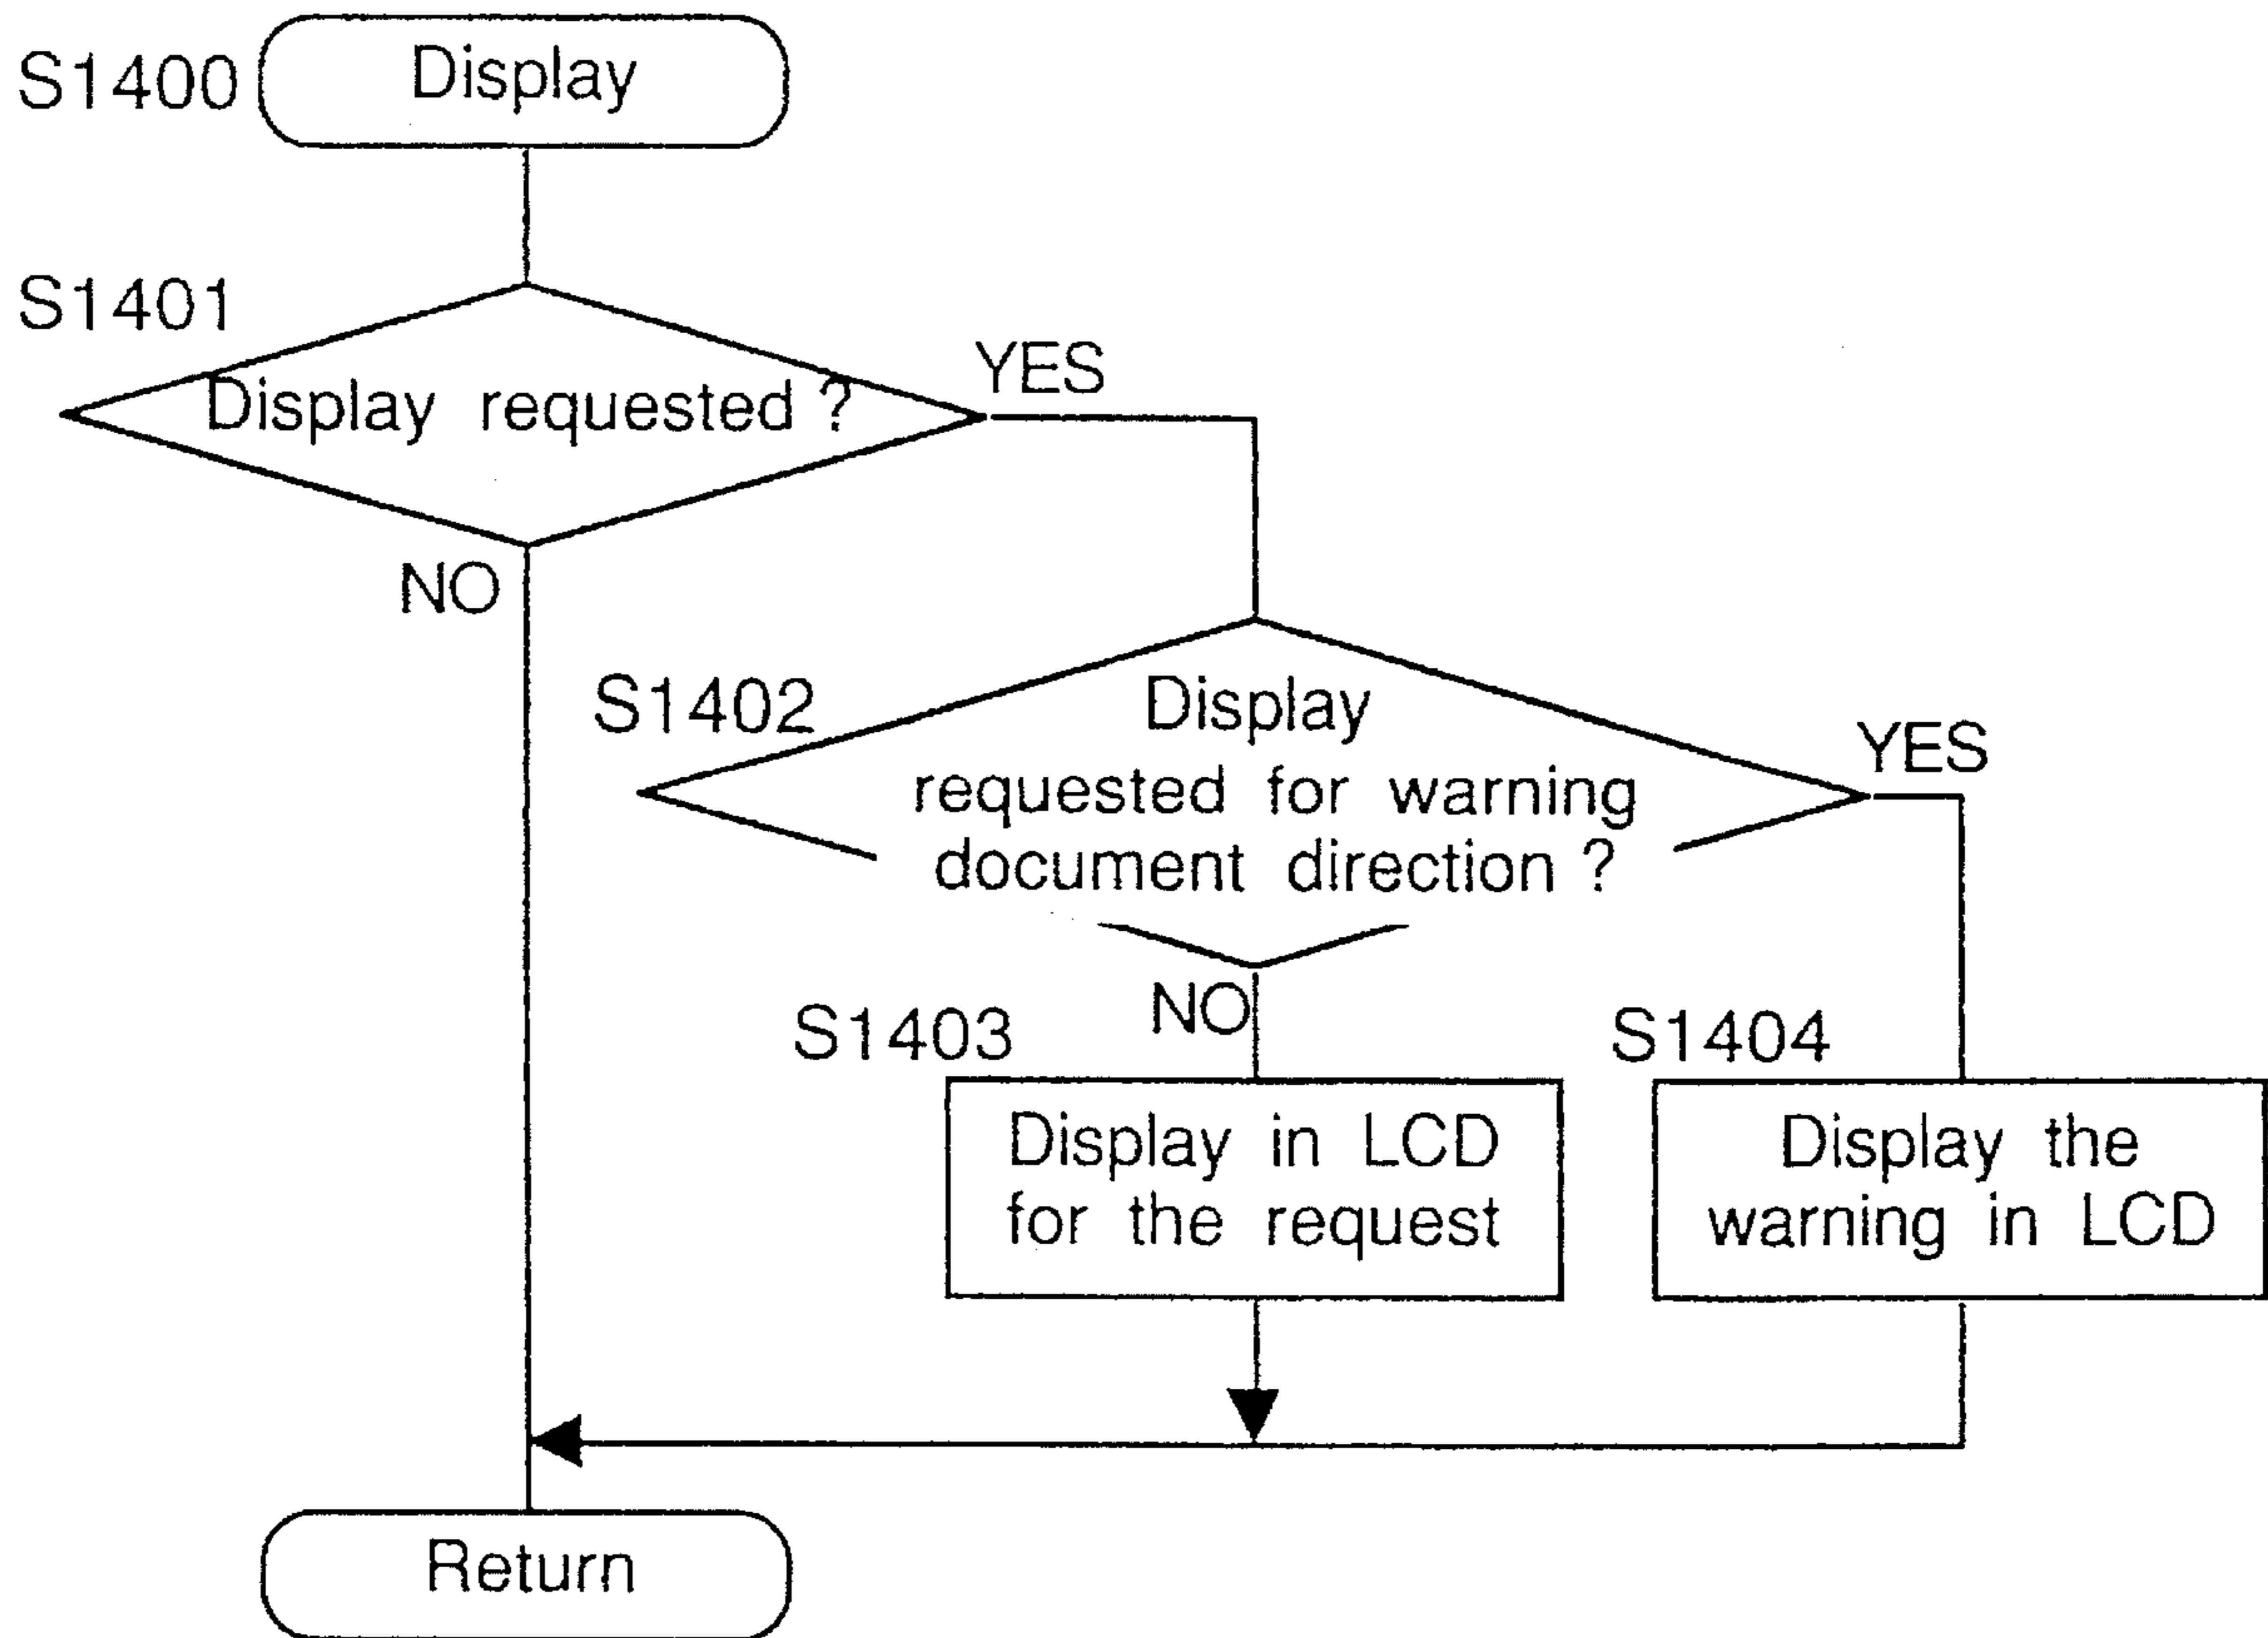 S1400
Display
S1401
Display requested ?
YES
NO
S1402
Display
requested for warning
document direction ?
YES
NO
S1403
Display in LCD
for the request
S1404
Display the
warning in LCD
Return